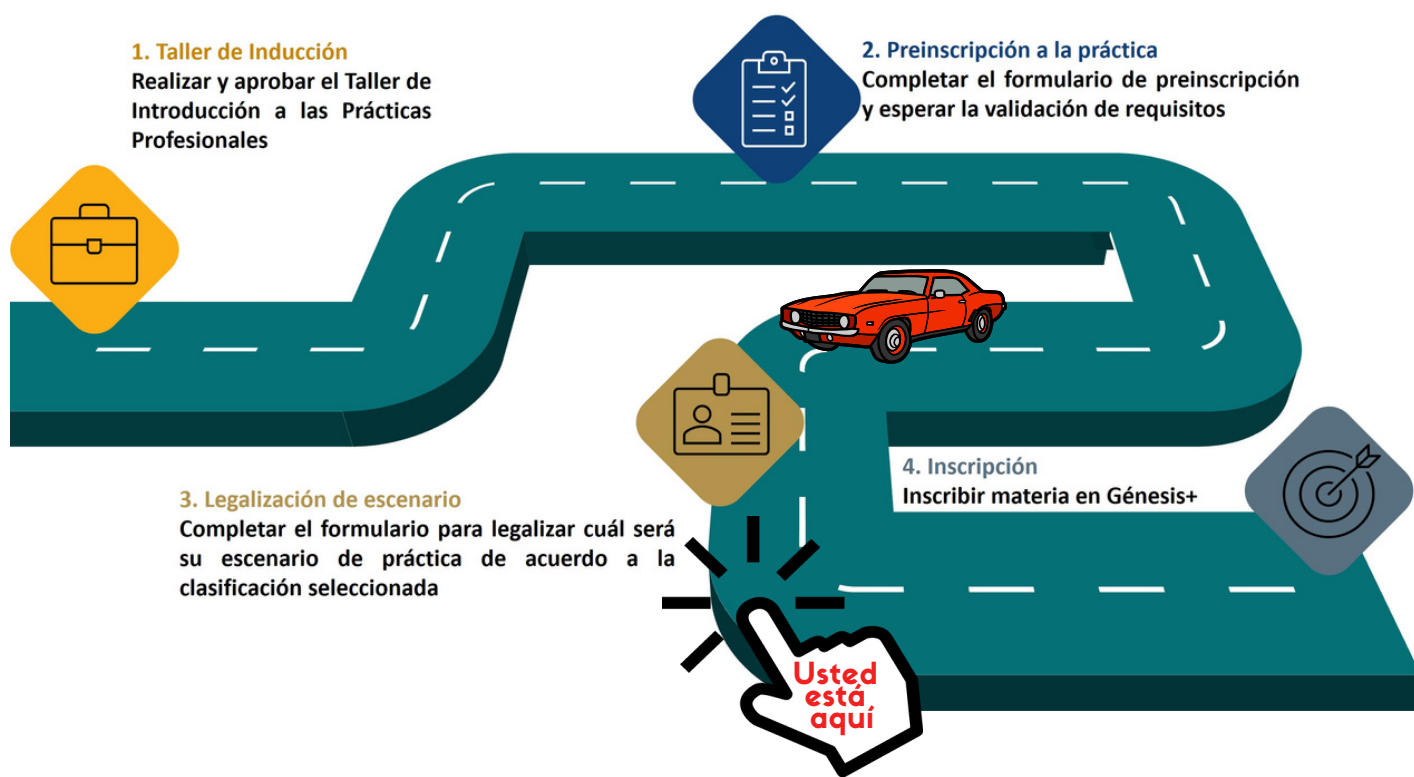 1. Taller de Inducción
Realizar y aprobar el Taller de
Introducción a las Prácticas
Profesionales
2. Preinscripción a la práctica
Completar el formulario de preinscripción
y esperar la validación de requisitos
3. Legalización de escenario
Completar el formulario para legalizar cuál será
su escenario de práctica de acuerdo a la
clasificación seleccionada
4. Inscripción
Inscribir materia en Génesis+
Usted
está
aquí